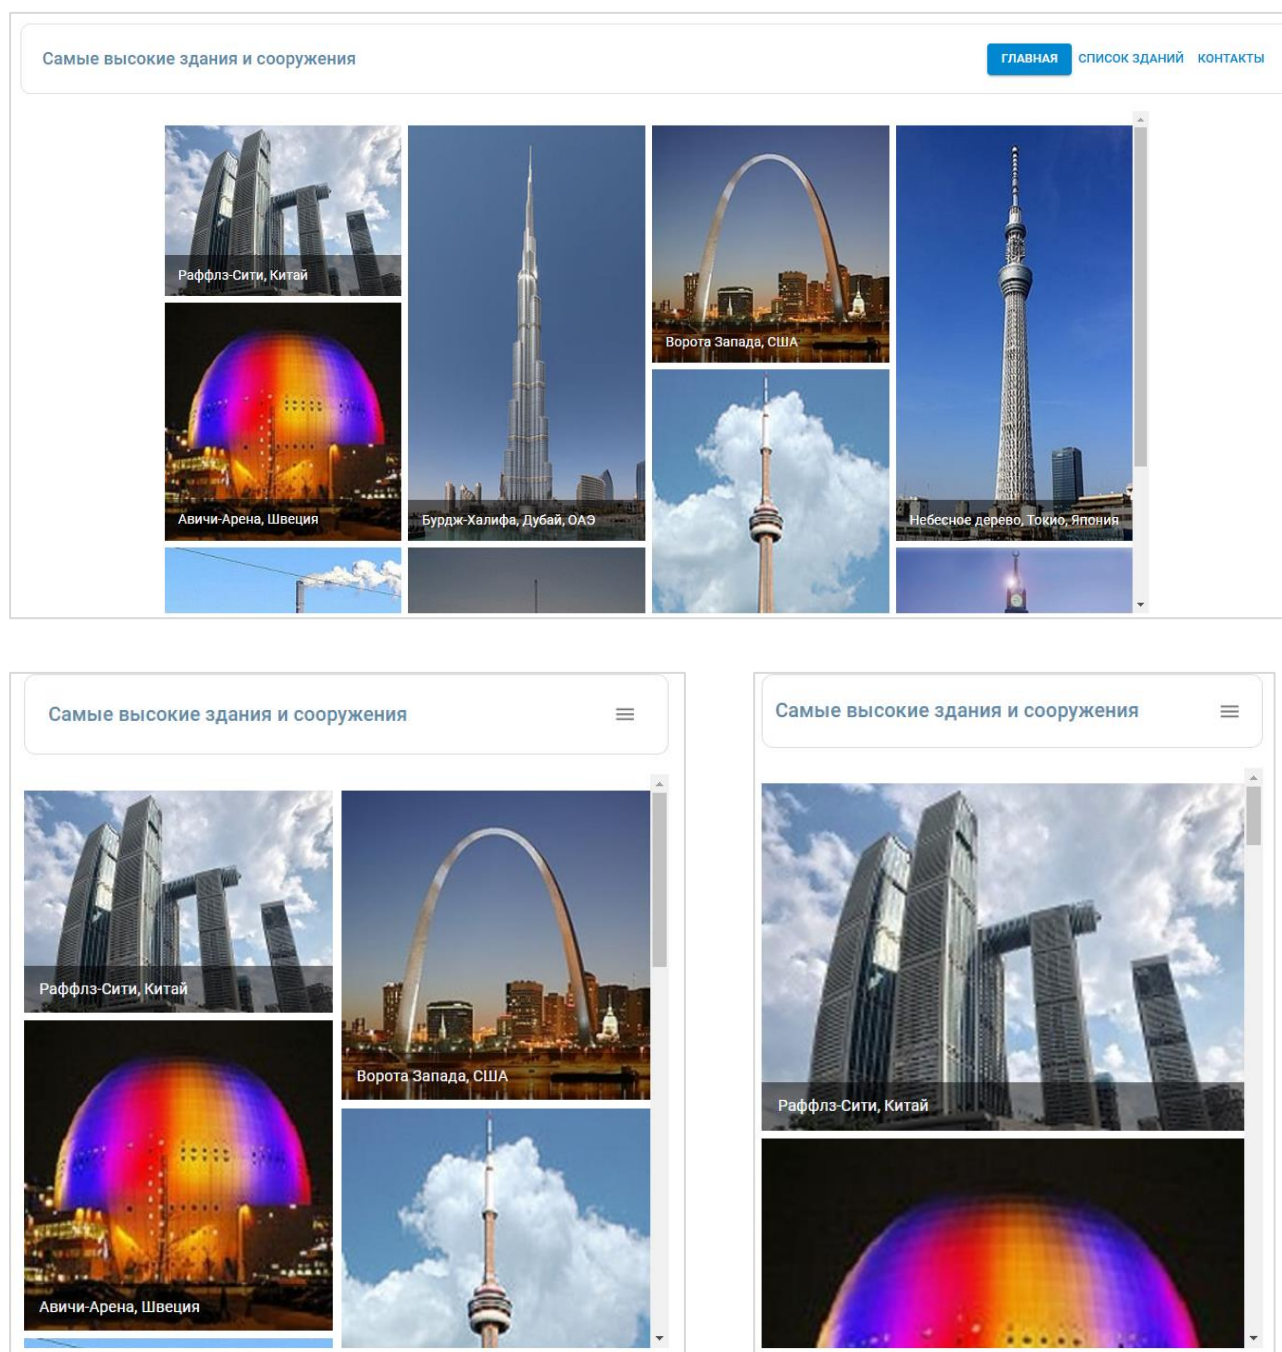 Самые высокие здания и сооружения
ГЛАВНАЯ СПИСОК ЗДАНИЙ КОНТАКТЫ
Раффлз-Сити, Китай
Ворота Запада, США
Авичи-Арена, Швеция
Бурдж-Халифа, Дубай, ОАЭ
Небесное дерево, Токио, Япония
Самые высокие здания и сооружения
Раффлз-Сити, Китай
Ворота Запада, США
Авичи-Арена, Швеция
Самые высокие здания и сооружения
Раффлз-Сити, Китай